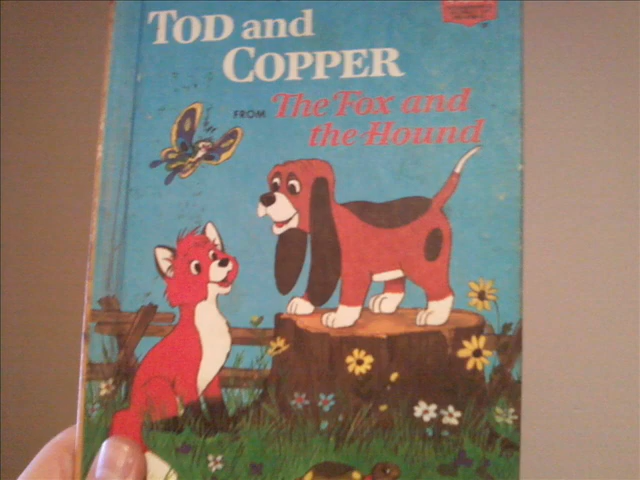 TOD and
COPPER
FROM The Fox and
the Hound